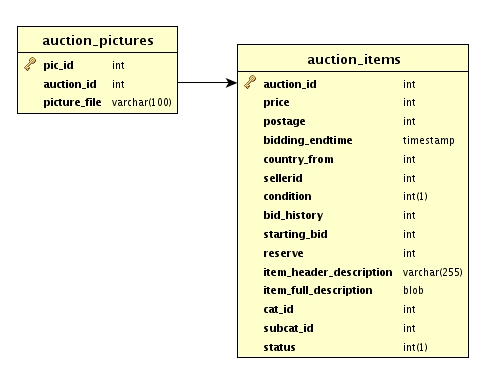 auction_pictures
pic_id int
auction_id int
picture_file varchar(100)
auction_items
auction_id int
price int
postage int
bidding_endtime timestamp
country_from int
sellerid int
condition int(1)
bid_history int
starting_bid int
reserve int
item_header_description varchar(255)
item_full_description blob
cat_id int
subcat_id int
status int(1)